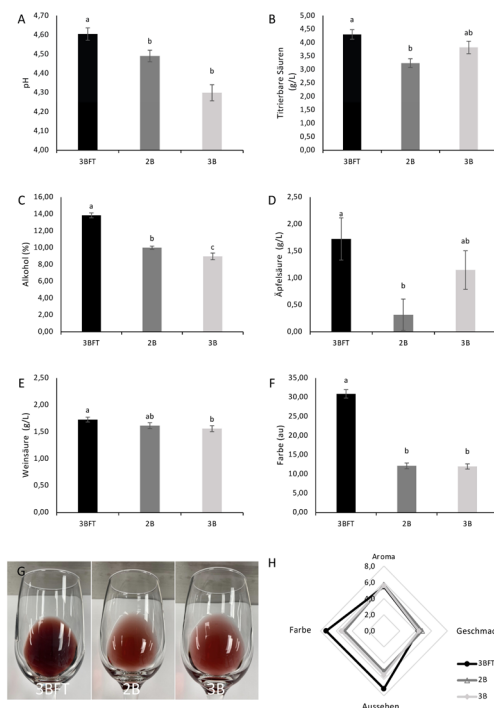 A
4,70
4,60
4,50
4,40
4,30
4,20
4,10
4,00
pH
a
b
b
3BFT
2B
3B
B
5,00
4,50
4,00
3,50
3,00
2,50
2,00
1,50
1,00
0,50
0,00
Titrierbare Säuren
(g/L)
a
b
ab
3BFT
2B
3B
C
16,00
14,00
12,00
10,00
8,00
6,00
4,00
2,00
0,00
Alkohol (%)
a
b
c
3BFT
2B
3B
D
2,50
2,00
1,50
1,00
0,50
0,00
Äpfelsäure (g/L)
a
b
ab
3BFT
2B
3B
E
2,50
2,00
1,50
1,00
0,50
0,00
Weinsäure (g/L)
a
ab
b
3BFT
2B
3B
F
35,00
30,00
25,00
20,00
15,00
10,00
5,00
0,00
Farbe (au)
a
b
b
3BFT
2B
3B
G
3BFT
2B
3B
H
Aroma
8,0
6,0
4,0
2,0
0,0
Farbe
Geschmac
Aussehen
3BFT
2B
3B